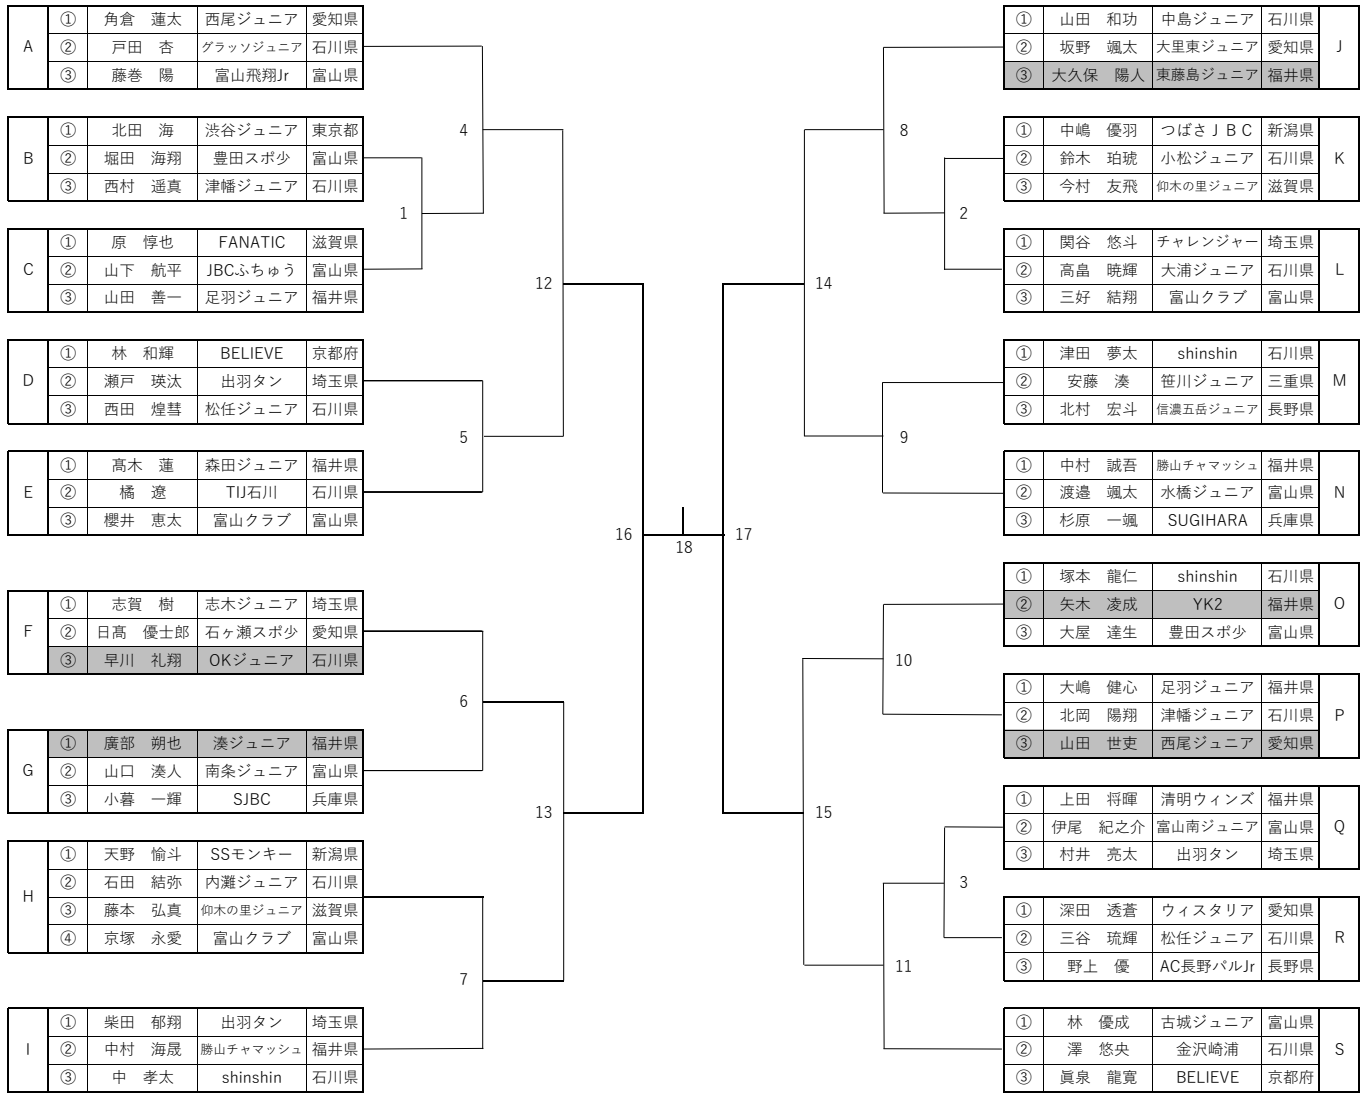 A
① 角倉　蓮太 西尾ジュニア 愛知県
② 戸田　杏 グラッソジュニア 石川県
③ 藤巻　陽 富山飛翔Jr 富山県
B
① 北田　海 渋谷ジュニア 東京都
② 堀田　海翔 豊田スポ少 富山県
③ 西村　遥真 津幡ジュニア 石川県
C
① 原　惇也 FANATIC 滋賀県
② 山下　航平 JBCふちゅう 富山県
③ 山田　善一 足羽ジュニア 福井県
D
① 林　和輝 BELIEVE 京都府
② 瀬戸　瑛汰 出羽タン 埼玉県
③ 西田　煌彗 松任ジュニア 石川県
E
① 髙木　蓮 森田ジュニア 福井県
② 橘　遼 TIJ石川 石川県
③ 櫻井　恵太 富山クラブ 富山県
F
① 志賀　樹 志木ジュニア 埼玉県
② 日髙　優士郎 石ヶ瀬スポ少 愛知県
③ 早川　礼翔 OKジュニア 石川県
G
① 廣部　朔也 湊ジュニア 福井県
② 山口　湊人 南条ジュニア 富山県
③ 小暮　一輝 SJBC 兵庫県
H
① 天野　愉斗 SSモンキー 新潟県
② 石田　結弥 内灘ジュニア 石川県
③ 藤本　弘真 仰木の里ジュニア 滋賀県
④ 京塚　永愛 富山クラブ 富山県
I
① 柴田　郁翔 出羽タン 埼玉県
② 中村　海晟 勝山チャマッシュ 福井県
③ 中　孝太 shinshin 石川県
4
1
12
5
16
6
13
7
18
17
8
2
14
9
10
15
3
11
① 山田　和功 中島ジュニア 石川県
② 坂野　颯太 大里東ジュニア 愛知県
③ 大久保　陽人 東藤島ジュニア 福井県
J
① 中嶋　優羽 つばさＪＢＣ 新潟県
② 鈴木　珀琥 小松ジュニア 石川県
③ 今村　友飛 仰木の里ジュニア 滋賀県
K
① 関谷　悠斗 チャレンジャー 埼玉県
② 高畠　暁輝 大浦ジュニア 石川県
③ 三好　結翔 富山クラブ 富山県
L
① 津田　夢太 shinshin 石川県
② 安藤　湊 笹川ジュニア 三重県
③ 北村　宏斗 信濃五岳ジュニア 長野県
M
① 中村　誠吾 勝山チャマッシュ 福井県
② 渡邉　颯太 水橋ジュニア 富山県
③ 杉原　一颯 SUGIHARA 兵庫県
N
① 塚本　龍仁 shinshin 石川県
② 矢木　凌成 YK2 福井県
③ 大屋　達生 豊田スポ少 富山県
O
① 大嶋　健心 足羽ジュニア 福井県
② 北岡　陽翔 津幡ジュニア 石川県
③ 山田　世吏 西尾ジュニア 愛知県
P
① 上田　将暉 清明ウィンズ 福井県
② 伊尾　紀之介 富山南ジュニア 富山県
③ 村井　亮太 出羽タン 埼玉県
Q
① 深田　透蒼 ウィスタリア 愛知県
② 三谷　琉輝 松任ジュニア 石川県
③ 野上　優 AC長野パルJr 長野県
R
① 林　優成 古城ジュニア 富山県
② 澤　悠央 金沢崎浦 石川県
③ 眞泉　龍寛 BELIEVE 京都府
S